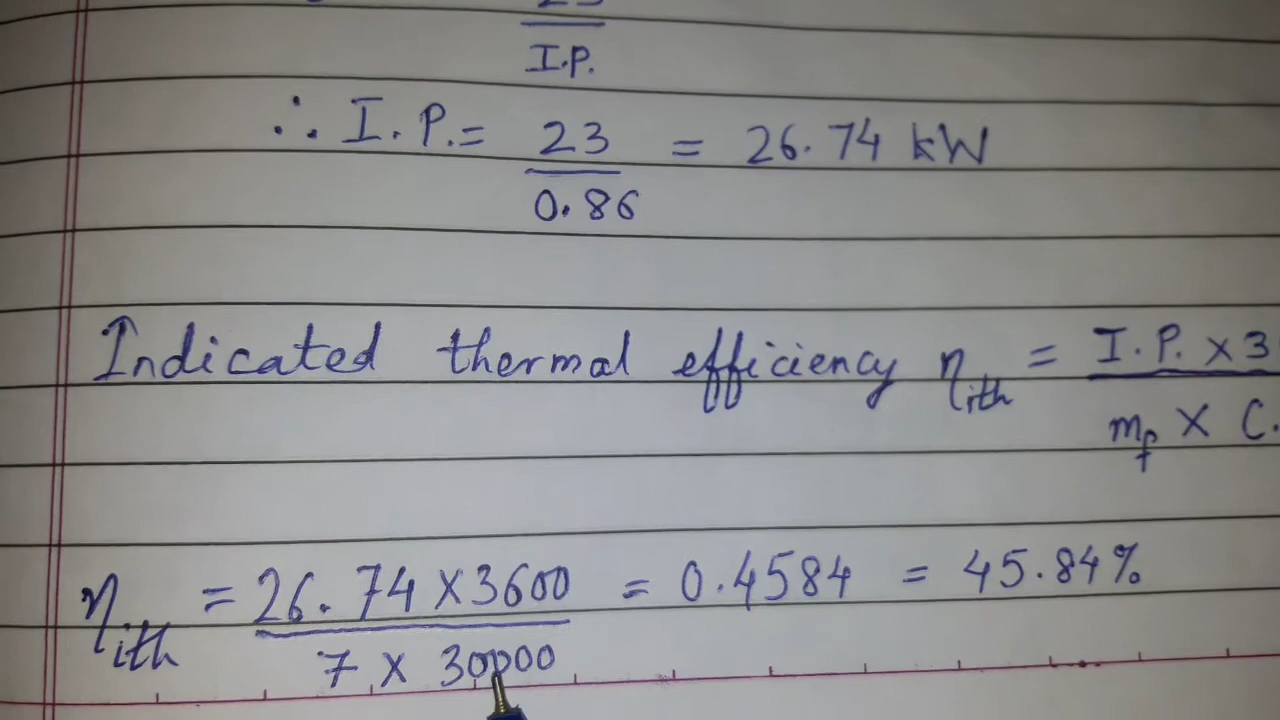 I.P.
∴ I.P. = 23 / 0.86 = 26.74 kW
Indicated thermal efficiency ηith = I.P. × 3
mf × C.
ηith = 26.74 × 3600 / 7 × 30000 = 0.4584 = 45.84%